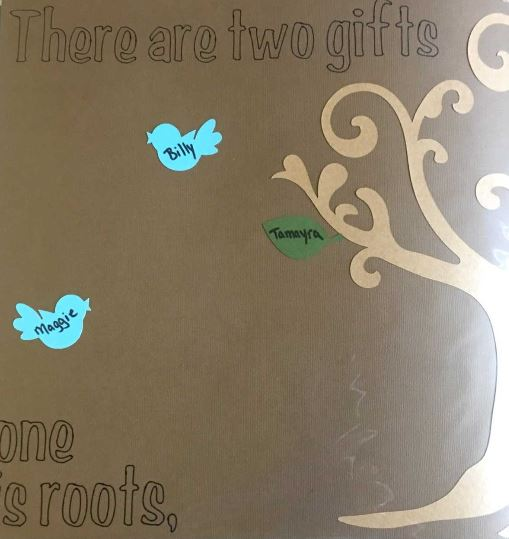 There are two gifts
Billy
Tamayra
Maggie
one
is roots,